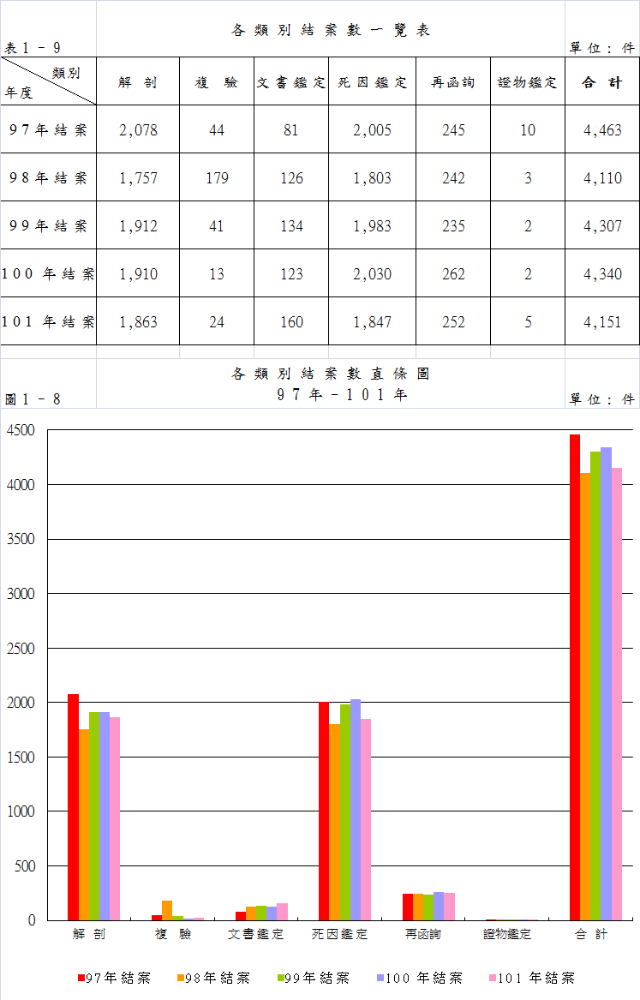 各類別結案數一覽表
表1-9 單位：件
類別
年度 解剖 複驗 文書鑑定 死因鑑定 再函詢 證物鑑定 合計
97年結案 2,078 44 81 2,005 245 10 4,463
98年結案 1,757 179 126 1,803 242 3 4,110
99年結案 1,912 41 134 1,983 235 2 4,307
100年結案 1,910 13 123 2,030 262 2 4,340
101年結案 1,863 24 160 1,847 252 5 4,151
各類別結案數直條圖
97年-101年
圖1-8 單位：件
4500
4000
3500
3000
2500
2000
1500
1000
500
0
解剖 複驗 文書鑑定 死因鑑定 再函詢 證物鑑定 合計
97年結案 98年結案 99年結案 100年結案 101年結案